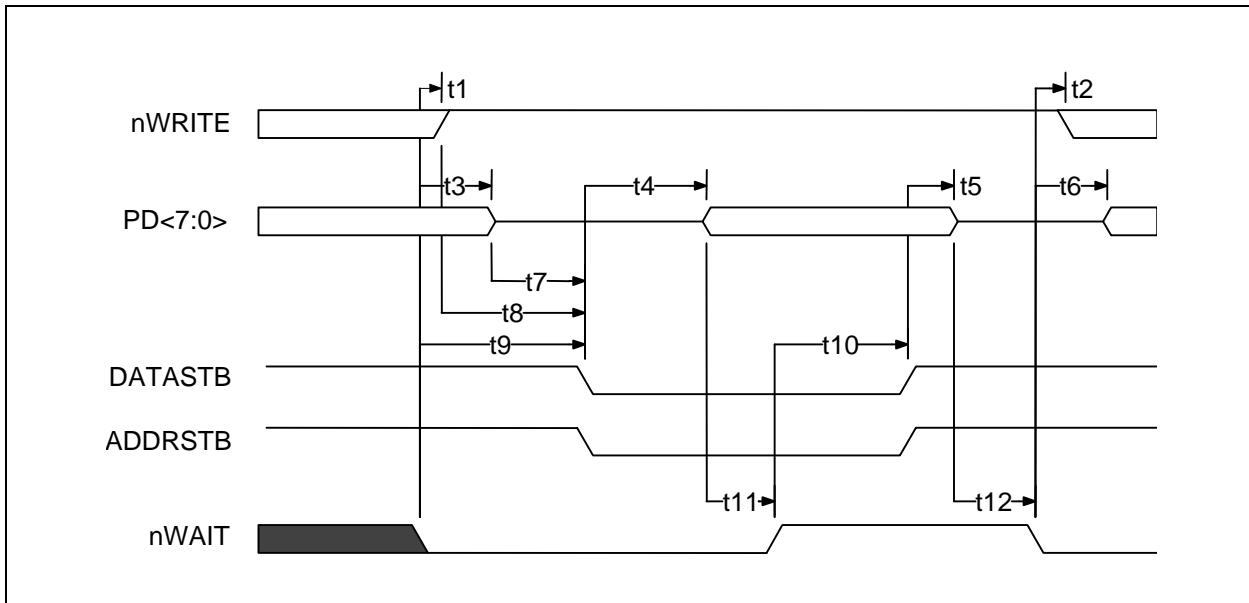 t1
t2
nWRITE
t3
t4
t5
t6
PD<7:0>
t7
t8
t9
t10
DATASTB
ADDRSTB
t11
t12
nWAIT